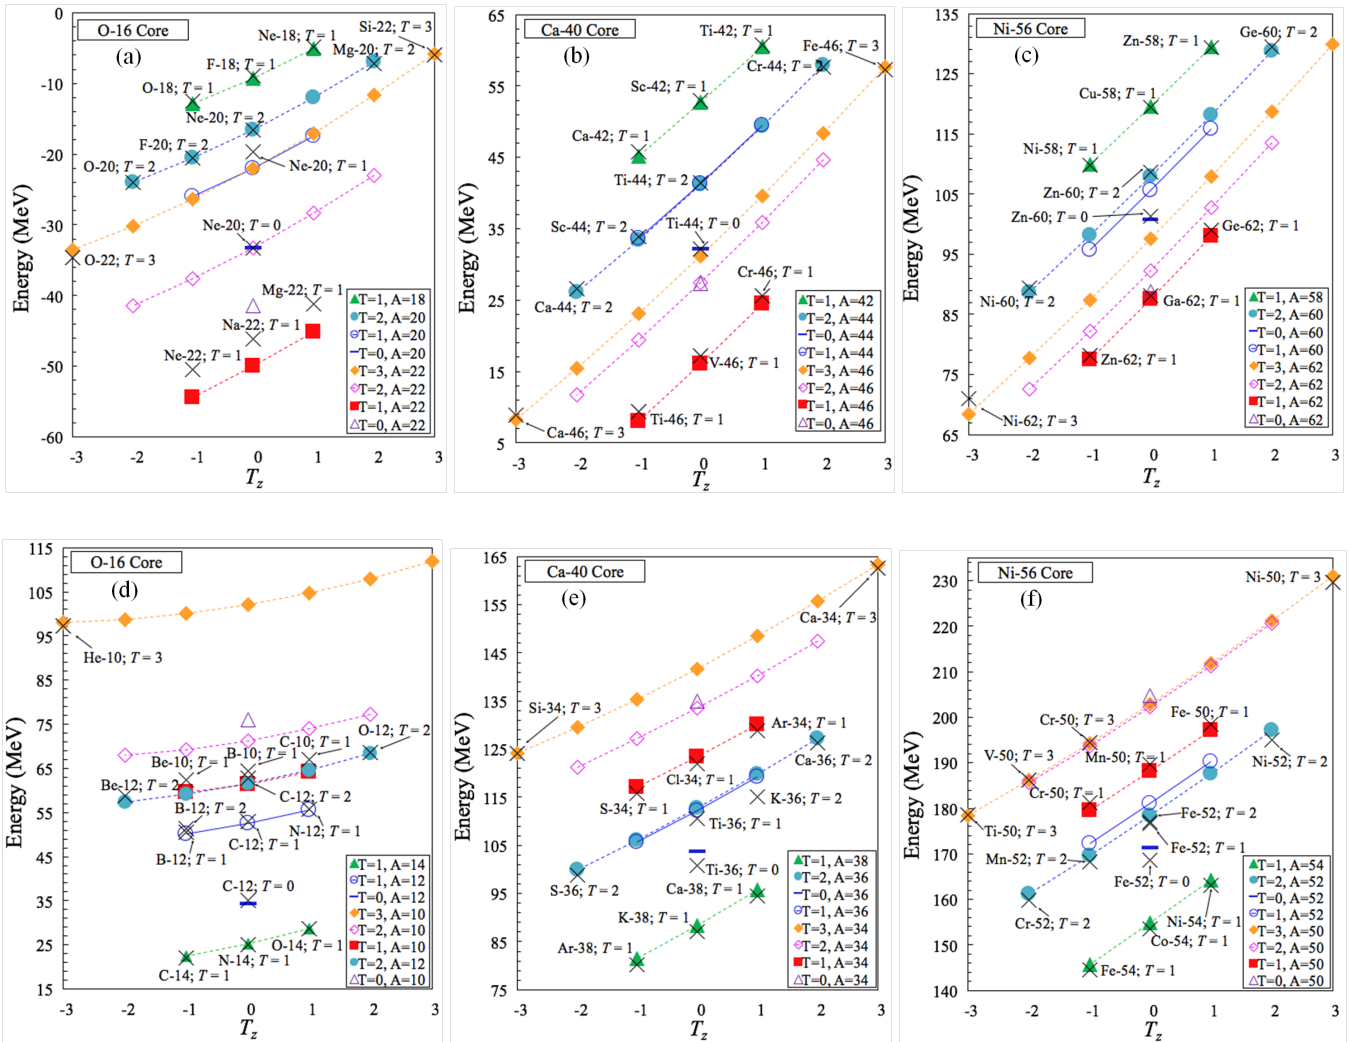 O-16 Core
(a)
Energy (MeV)
0
-10
-20
-30
-40
-50
-60
-3
-2
-1
0
1
2
3
T_z
Si-22; T = 3
Ne-18; T = 1
Mg-20; T = 2
F-18; T = 1
O-18; T = 1
Ne-20; T = 2
F-20; T = 2
O-20; T = 2
Ne-20; T = 1
Ne-20; T = 0
O-22; T = 3
Mg-22; T = 1
Na-22; T = 1
Ne-22; T = 1
T=1, A=18
T=2, A=20
T=1, A=20
T=0, A=20
T=3, A=22
T=2, A=22
T=1, A=22
T=0, A=22
Ca-40 Core
(b)
Energy (MeV)
65
55
45
35
25
15
5
-3
-2
-1
0
1
2
3
T_z
Ti-42; T = 1
Fe-46; T = 3
Cr-44; T = 2
Sc-42; T = 1
Ca-42; T = 1
Ti-44; T = 2
Sc-44; T = 2
Ti-44; T = 0
Cr-46; T = 1
Ca-44; T = 2
V-46; T = 1
Ti-46; T = 1
Ca-46; T = 3
T=1, A=42
T=2, A=44
T=0, A=44
T=1, A=44
T=3, A=46
T=2, A=46
T=1, A=46
T=0, A=46
Ni-56 Core
(c)
Energy (MeV)
135
125
115
105
95
85
75
65
-3
-2
-1
0
1
2
3
T_z
Ge-60; T = 2
Zn-58; T = 1
Cu-58; T = 1
Ni-58; T = 1
Zn-60; T = 2
Zn-60; T = 0
Ge-62; T = 1
Ni-60; T = 2
Ga-62; T = 1
Zn-62; T = 1
Ni-62; T = 3
T=1, A=58
T=2, A=60
T=0, A=60
T=1, A=60
T=3, A=62
T=2, A=62
T=1, A=62
T=0, A=62
O-16 Core
(d)
Energy (MeV)
115
105
95
85
75
65
55
45
35
25
15
-3
-2
-1
0
1
2
3
T_z
He-10; T = 3
O-12; T = 2
C-10; T = 1
B-10; T = 1
Be-10; T = 1
Be-12; T = 2
C-12; T = 2
B-12; T = 2
N-12; T = 1
C-12; T = 1
B-12; T = 1
C-12; T = 0
O-14; T = 1
N-14; T = 1
C-14; T = 1
T=1, A=14
T=1, A=12
T=0, A=12
T=3, A=10
T=2, A=10
T=1, A=10
T=2, A=12
T=0, A=10
Ca-40 Core
(e)
Energy (MeV)
165
155
145
135
125
115
105
95
85
75
-3
-2
-1
0
1
2
3
T_z
Ca-34; T = 3
Si-34; T = 3
Ar-34; T = 1
Ca-36; T = 2
Cl-34; T = 1
K-36; T = 2
S-34; T = 1
Ti-36; T = 1
Ti-36; T = 0
S-36; T = 2
Ca-38; T = 1
K-38; T = 1
Ar-38; T = 1
T=1, A=38
T=2, A=36
T=0, A=36
T=1, A=36
T=3, A=34
T=2, A=34
T=1, A=34
T=0, A=34
Ni-56 Core
(f)
Energy (MeV)
230
220
210
200
190
180
170
160
150
140
-3
-2
-1
0
1
2
3
T_z
Ni-50; T = 3
Fe- 50; T = 1
Cr-50; T = 3
Mn-50; T = 1
V-50; T = 3
Ni-52; T = 2
Cr-50; T = 1
Fe-52; T = 2
Ti-50; T = 3
Fe-52; T = 1
Mn-52; T = 2
Fe-52; T = 0
Cr-52; T = 2
Ni-54; T = 1
Co-54; T = 1
Fe-54; T = 1
T=1, A=54
T=2, A=52
T=0, A=52
T=1, A=52
T=3, A=50
T=2, A=50
T=1, A=50
T=0, A=50